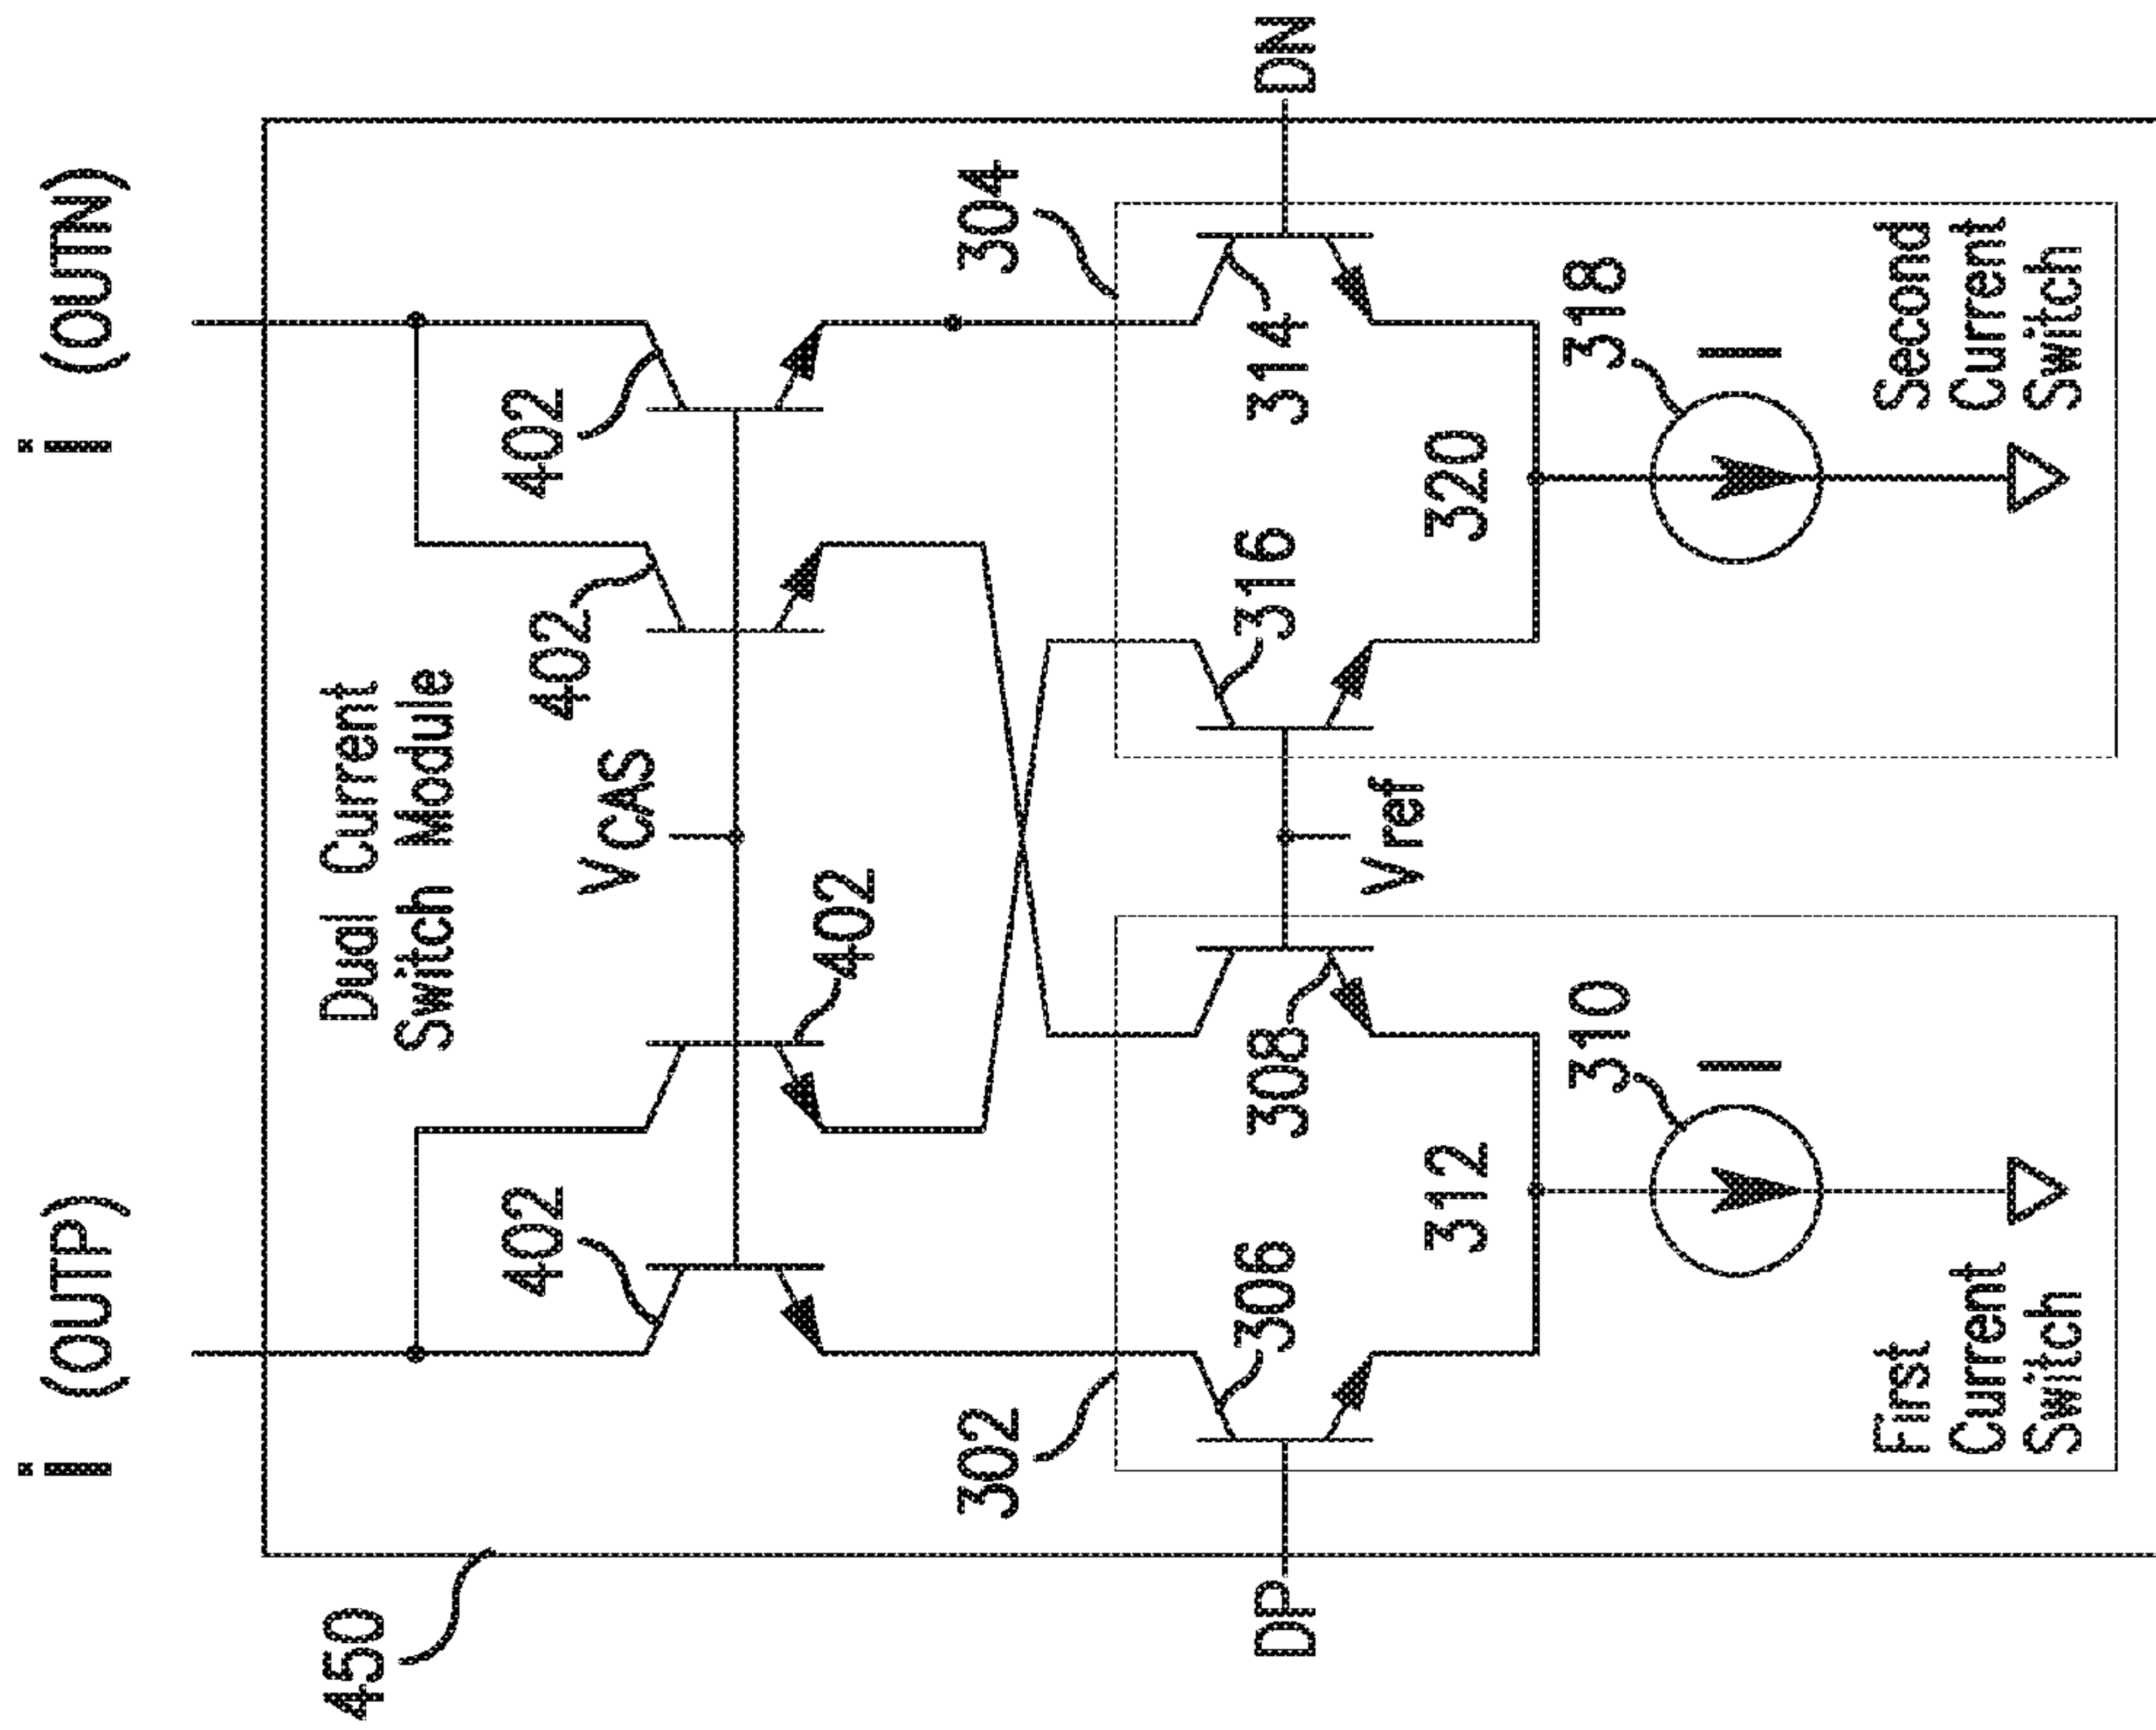 i (OUTP)
i (OUTN)
450
Dual Current
Switch Module
402
402
402
402
VCAS
302
304
DP
DN
306
308
316
314
Vref
312
320
310
I
318
I
First
Current
Switch
Second
Current
Switch